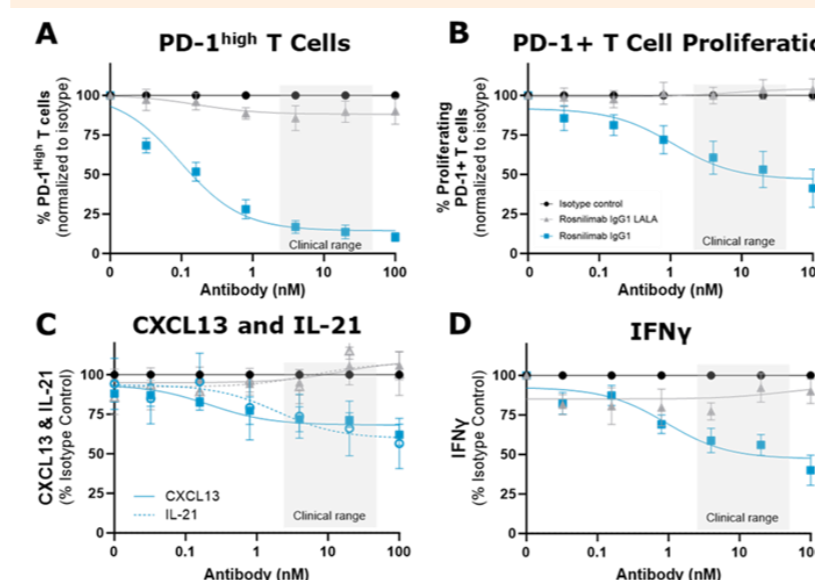 A
PD-1high T Cells
% PD-1High T cells
(normalized to isotype)
100
75
50
25
0
Clinical range
0
0.1
1
10
100
Antibody (nM)
B
PD-1+ T Cell Proliferatio
% Proliferating
PD-1+ T cells
(normalized to isotype)
100
75
50
25
0
Isotype control
Rosnilimab IgG1 LALA
Rosnilimab IgG1
Clinical range
0
0.1
1
10
100
Antibody (nM)
C
CXCL13 and IL-21
CXCL13 & IL-21
(% Isotype Control)
100
75
50
25
0
CXCL13
IL-21
Clinical range
0
0.1
1
10
100
Antibody (nM)
D
IFNγ
IFNγ
(% Isotype Control)
100
75
50
25
0
Clinical range
0
0.1
1
10
100
Antibody (nM)